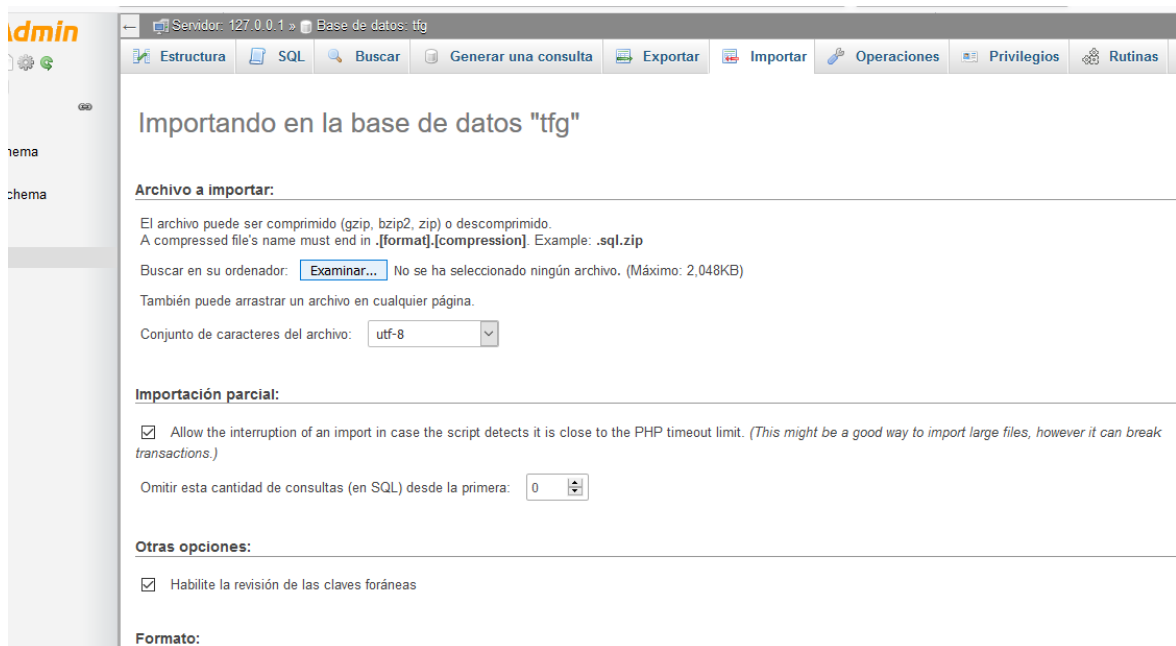 Admin
← Servidor: 127.0.0.1 » Base de datos: tfg
Estructura SQL Buscar Generar una consulta Exportar Importar Operaciones Privilegios Rutinas
Importando en la base de datos "tfg"
hema
chema
Archivo a importar:
El archivo puede ser comprimido (gzip, bzip2, zip) o descomprimido.
A compressed file's name must end in .[format].[compression]. Example: .sql.zip
Buscar en su ordenador: Examinar... No se ha seleccionado ningún archivo. (Máximo: 2,048KB)
También puede arrastrar un archivo en cualquier página.
Conjunto de caracteres del archivo: utf-8
Importación parcial:
Allow the interruption of an import in case the script detects it is close to the PHP timeout limit. (This might be a good way to import large files, however it can break
transactions.)
Omitir esta cantidad de consultas (en SQL) desde la primera: 0
Otras opciones:
Habilite la revisión de las claves foráneas
Formato: